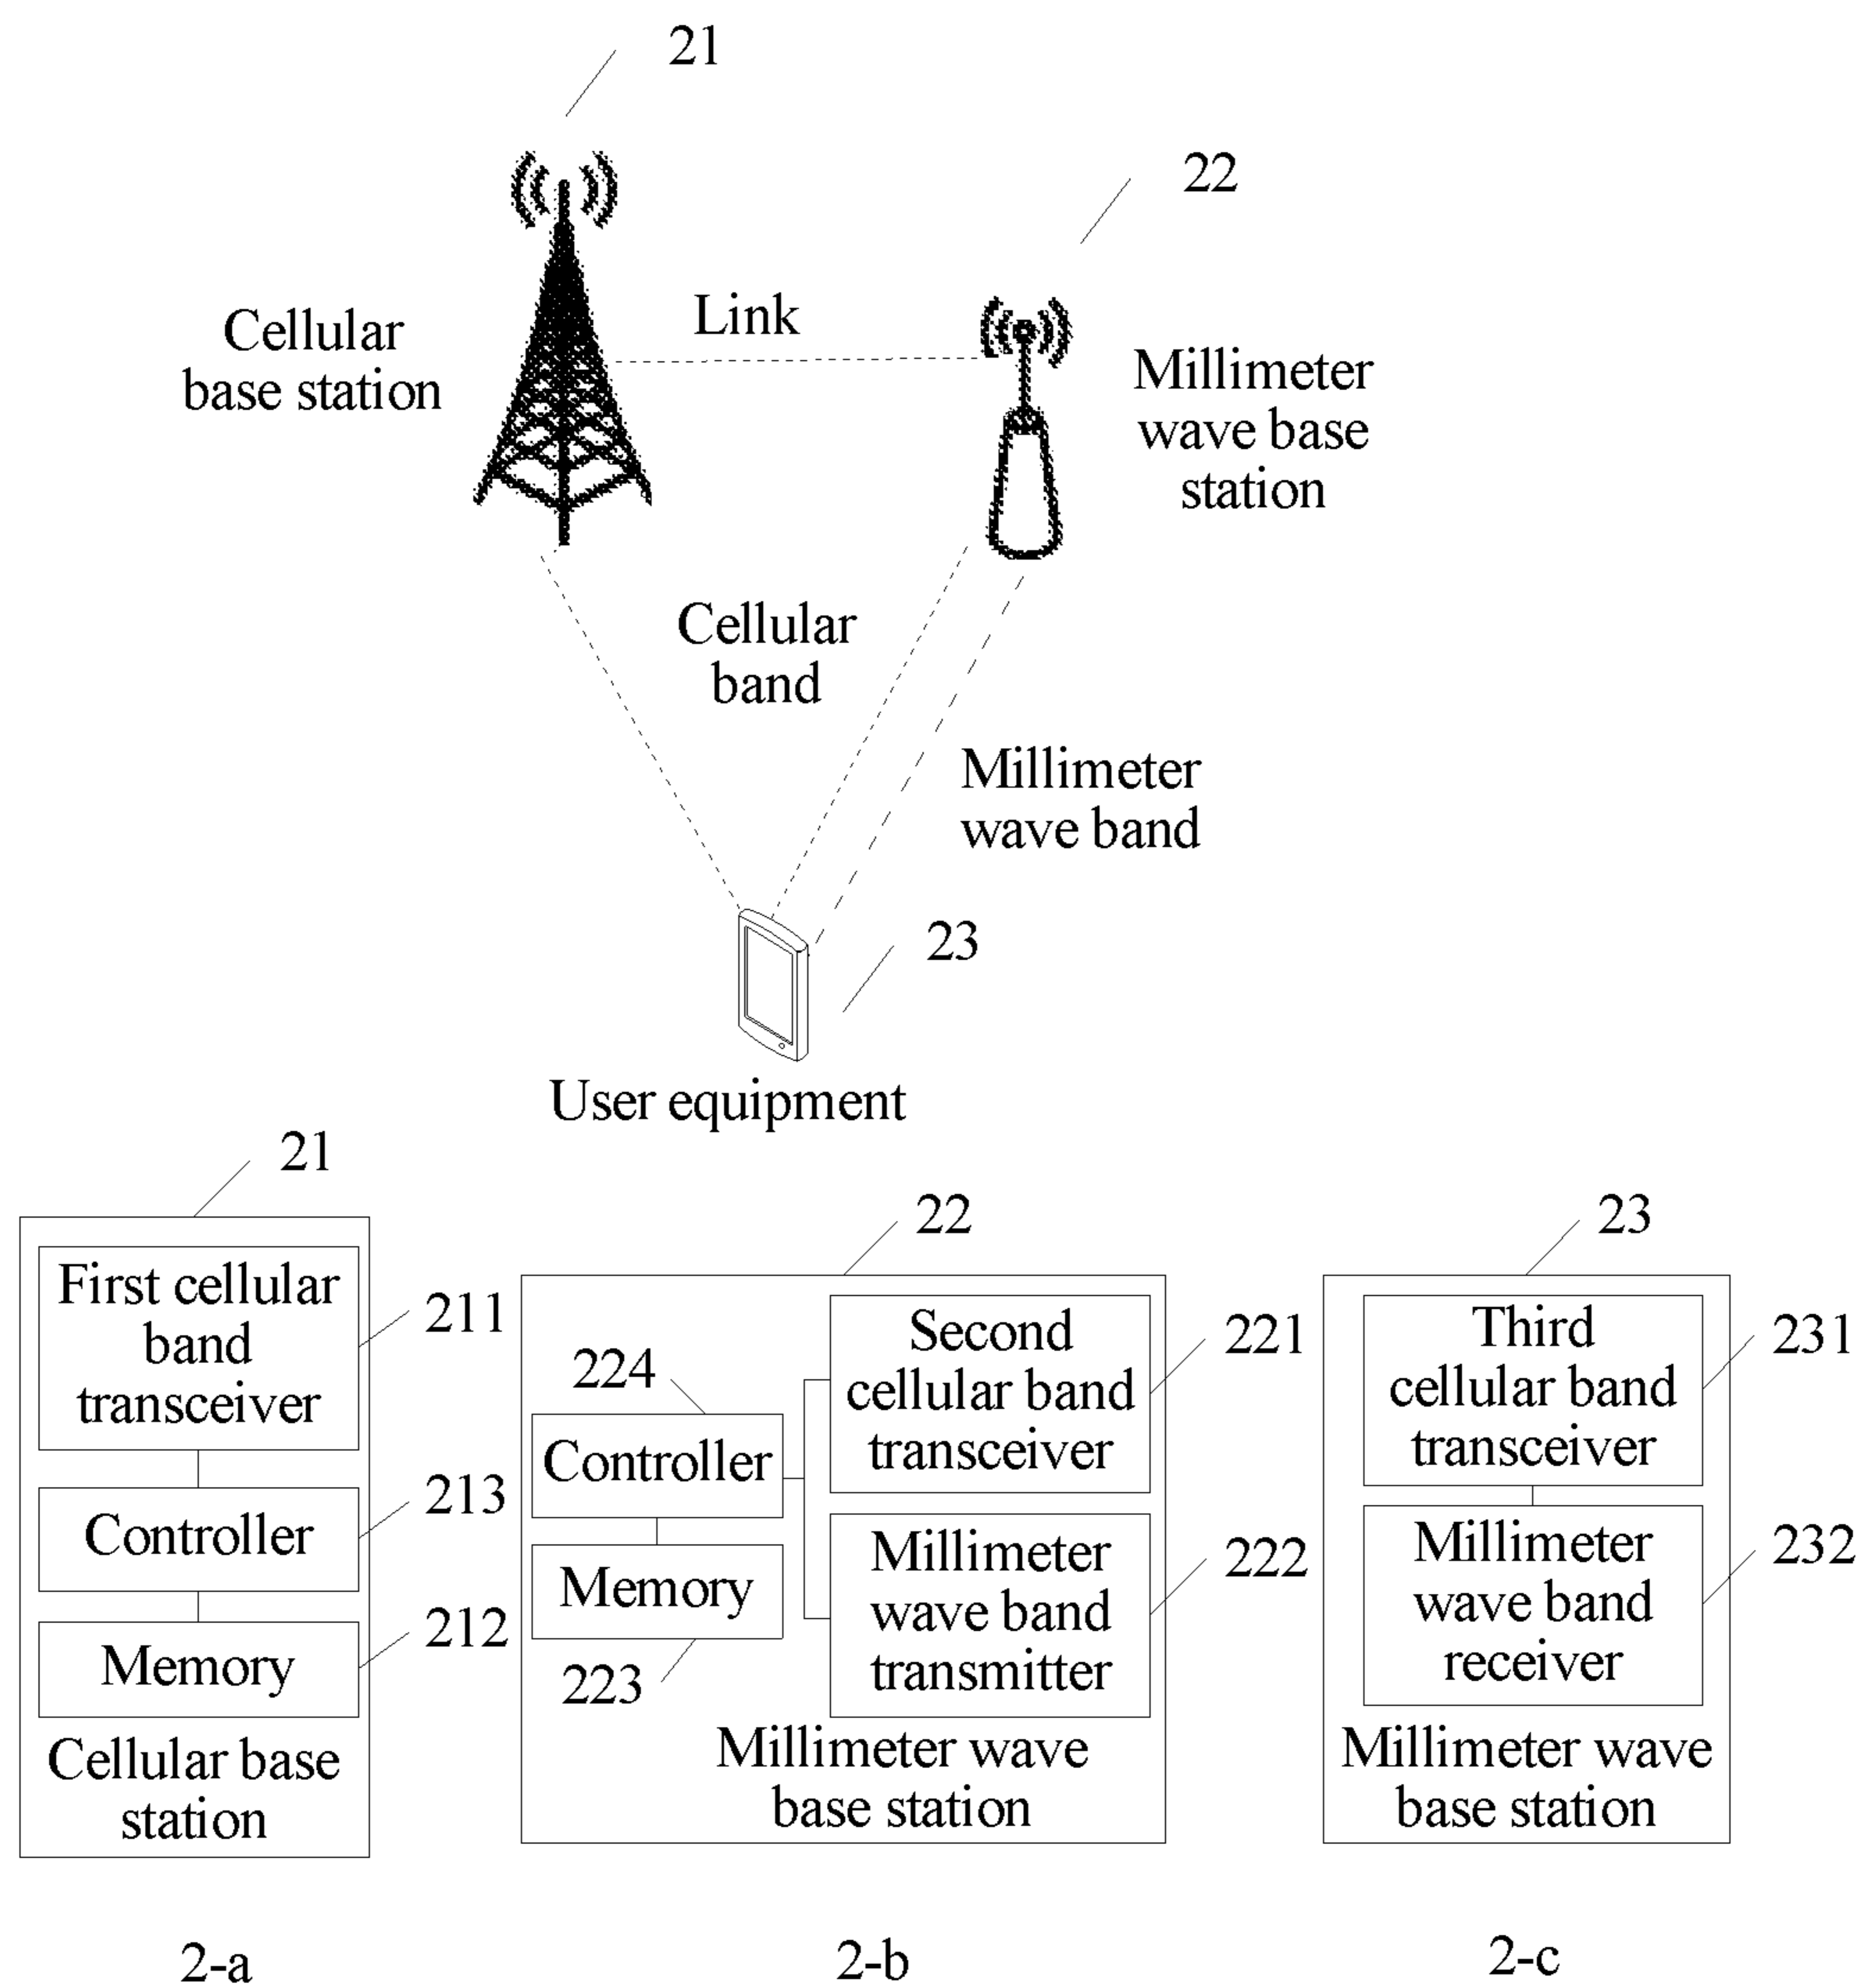 21
22
Link
Cellular
base station
Millimeter
wave base
station
Cellular
band
Millimeter
wave band
23
User equipment
21
First cellular
band
transceiver
211
Controller
213
Memory
212
Cellular base
station
2-a
22
224
Controller
Memory
223
Second
cellular band
transceiver
221
Millimeter
wave band
transmitter
222
Millimeter wave
base station
2-b
23
Third
cellular band
transceiver
231
Millimeter
wave band
receiver
232
Millimeter wave
base station
2-c